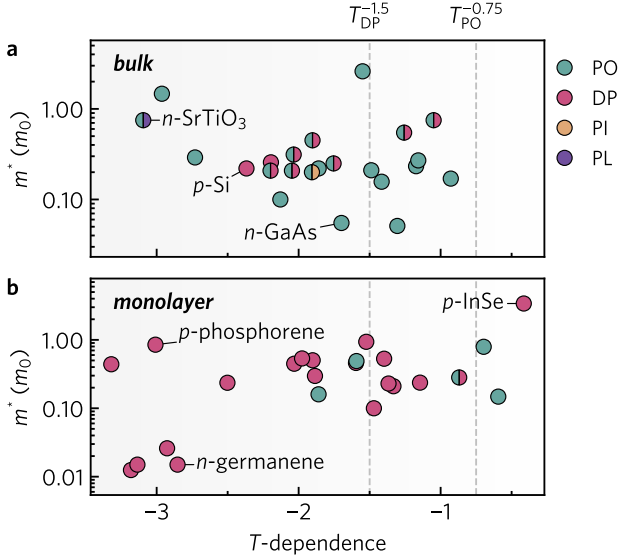 T_DP^−1.5 T_PO^−0.75
a bulk
PO
DP
PI
PL
1.00
0.10
m* (m₀)
n-SrTiO₃
p-Si
n-GaAs
b monolayer
p-InSe
p-phosphorene
n-germanene
1.00
0.10
0.01
m* (m₀)
−3 −2 −1
T-dependence